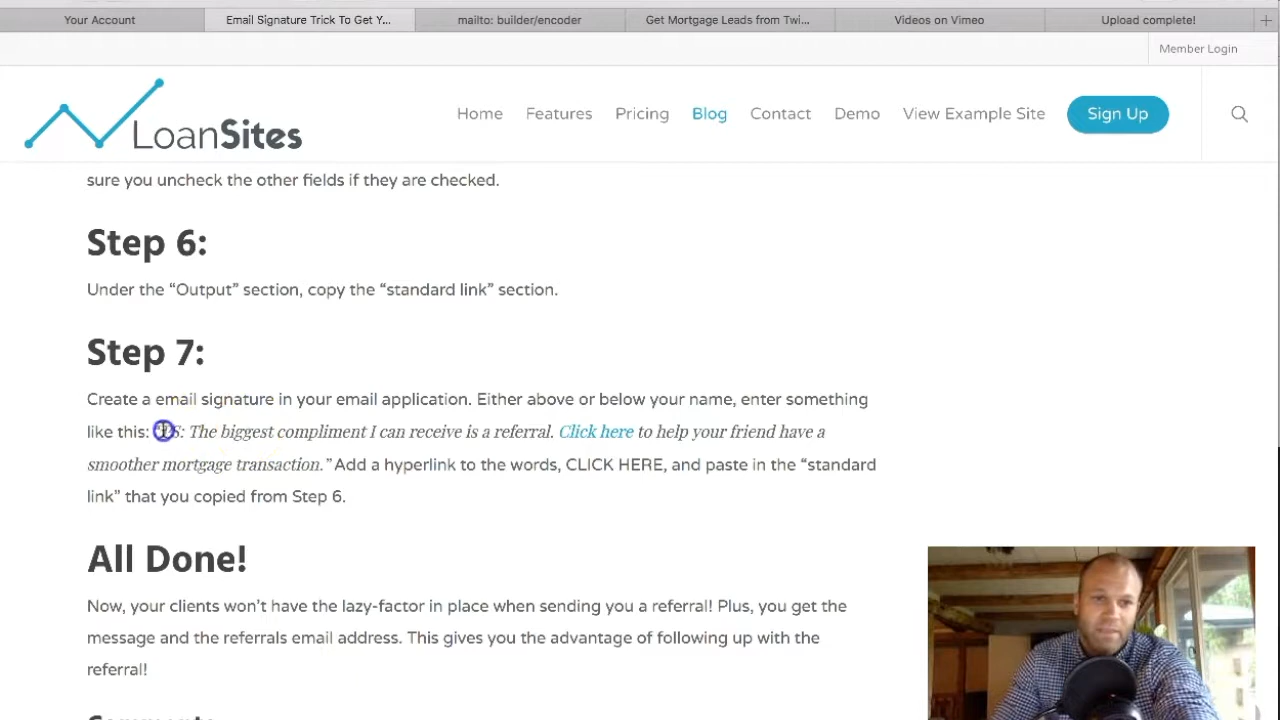 Your Account
Email Signature Trick To Get Y...
mailto: builder/encoder
Get Mortgage Leads from Twi...
Videos on Vimeo
Upload complete!
Member Login
LoanSites
Home
Features
Pricing
Blog
Contact
Demo
View Example Site
Sign Up
sure you uncheck the other fields if they are checked.
Step 6:
Under the “Output” section, copy the “standard link” section.
Step 7:
Create a email signature in your email application. Either above or below your name, enter something
like this: “PS: The biggest compliment I can receive is a referral. Click here to help your friend have a
smoother mortgage transaction.” Add a hyperlink to the words, CLICK HERE, and paste in the “standard
link” that you copied from Step 6.
All Done!
Now, your clients won’t have the lazy-factor in place when sending you a referral! Plus, you get the
message and the referrals email address. This gives you the advantage of following up with the
referral!